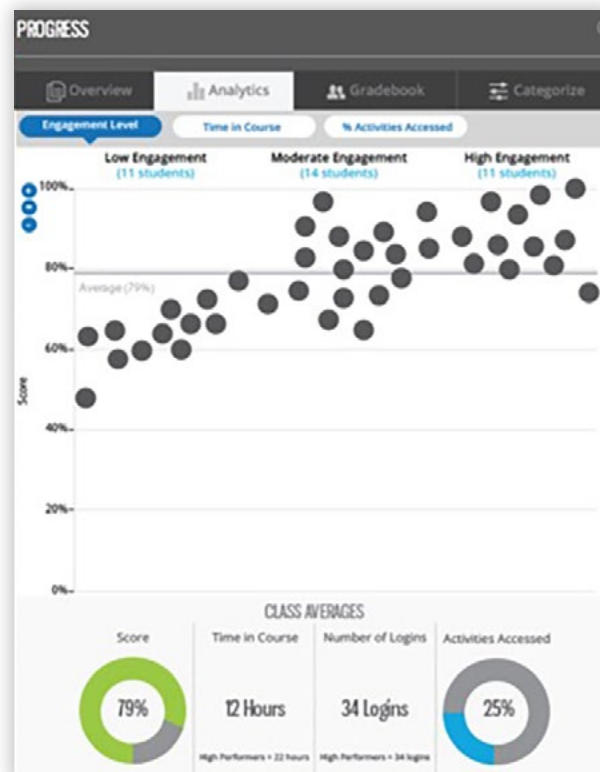 PROGRESS
Overview
Analytics
Gradebook
Categorize
Engagement Level
Time in Course
% Activities Accessed
Low Engagement
(11 students)
Moderate Engagement
(14 students)
High Engagement
(11 students)
100%
80%
Average (79%)
60%
40%
20%
0%
Score
CLASS AVERAGES
Score
Time in Course
Number of Logins
Activities Accessed
79%
12 Hours
34 Logins
25%
High Performers = 22 hours
High Performers = 34 logins